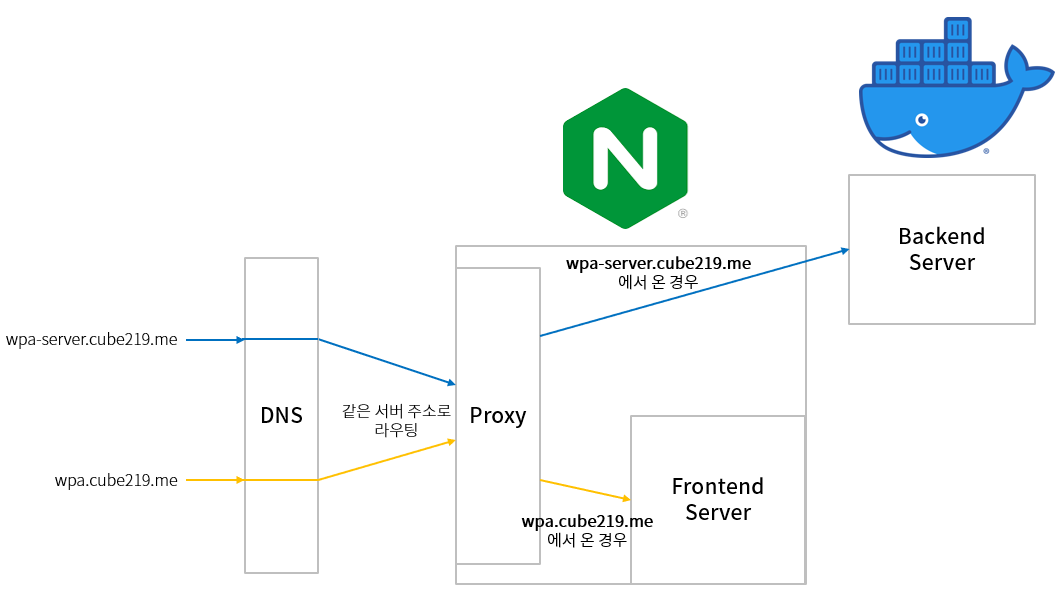 wpa-server.cube219.me
에서 온 경우
Backend
Server
wpa-server.cube219.me
DNS
같은 서버 주소로
라우팅
Proxy
wpa.cube219.me
Frontend
Server
wpa.cube219.me
에서 온 경우
N
®
®